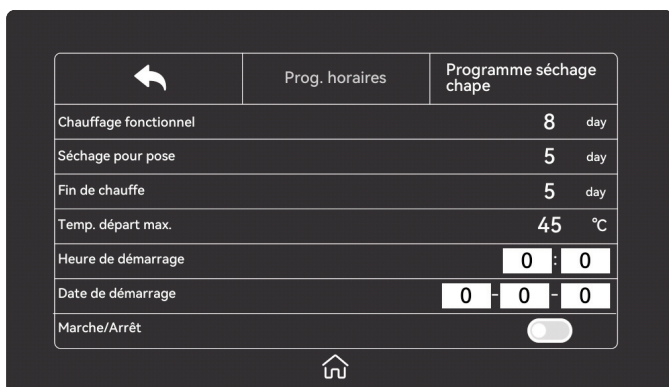 Prog. horaires
Programme séchage
chape
Chauffage fonctionnel 8 day
Séchage pour pose 5 day
Fin de chauffe 5 day
Temp. départ max. 45 °C
Heure de démarrage 0 : 0
Date de démarrage 0 - 0 - 0
Marche/Arrêt